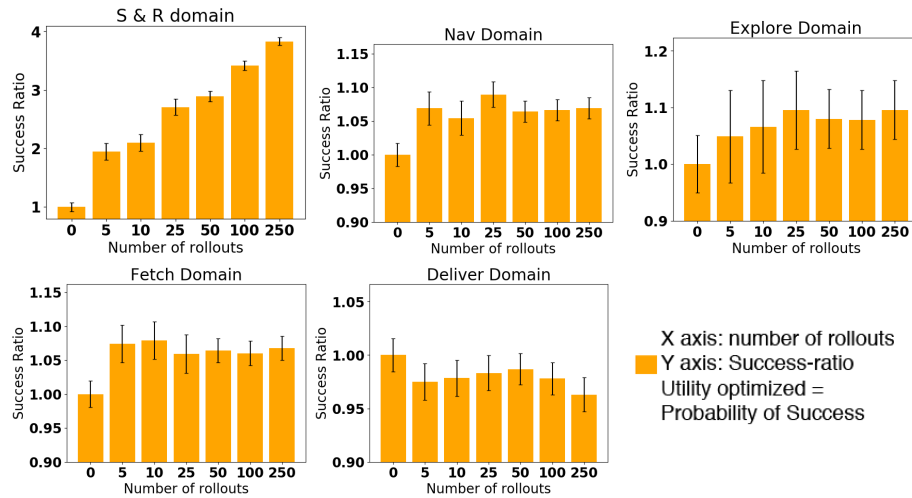 S & R domain
4
3
2
1
Success Ratio
0 5 10 25 50 100 250
Number of rollouts
Nav Domain
1.15
1.10
1.05
1.00
0.95
0.90
Success Ratio
0 5 10 25 50 100 250
Number of rollouts
Explore Domain
1.2
1.1
1.0
0.9
Success Ratio
0 5 10 25 50 100 250
Number of rollouts
Fetch Domain
1.15
1.10
1.05
1.00
0.95
0.90
Success Ratio
0 5 10 25 50 100 250
Number of rollouts
Deliver Domain
1.05
1.00
0.95
0.90
Success Ratio
0 5 10 25 50 100 250
Number of rollouts
X axis: number of rollouts
Y axis: Success-ratio
Utility optimized =
Probability of Success